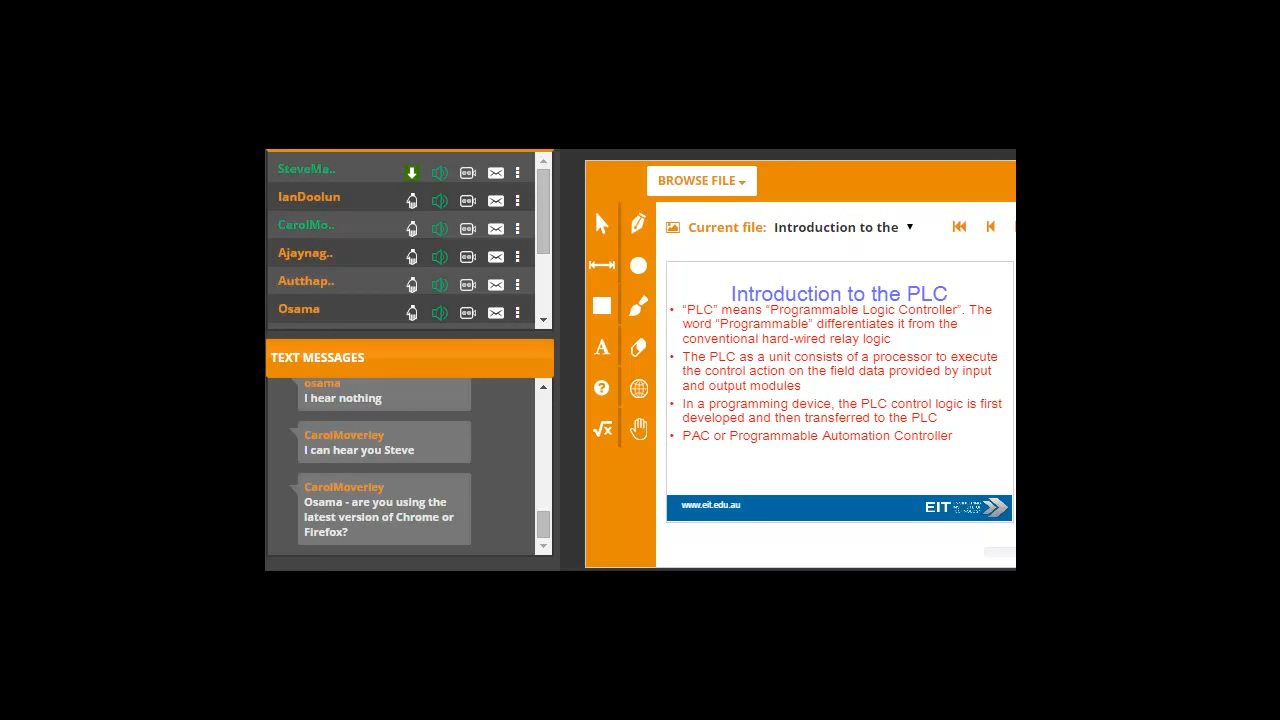 SteveMa..
IanDoolun
CarolMo..
Ajaynag..
Autthap..
Osama
TEXT MESSAGES
osama
I hear nothing
CarolMoverley
I can hear you Steve
CarolMoverley
Osama - are you using the
latest version of Chrome or
Firefox?
BROWSE FILE
Current file: Introduction to the
A
?
√x
Introduction to the PLC
• “PLC” means “Programmable Logic Controller”. The
word “Programmable” differentiates it from the
conventional hard-wired relay logic
• The PLC as a unit consists of a processor to execute
the control action on the field data provided by input
and output modules
• In a programming device, the PLC control logic is first
developed and then transferred to the PLC
• PAC or Programmable Automation Controller
www.eit.edu.au
EIT